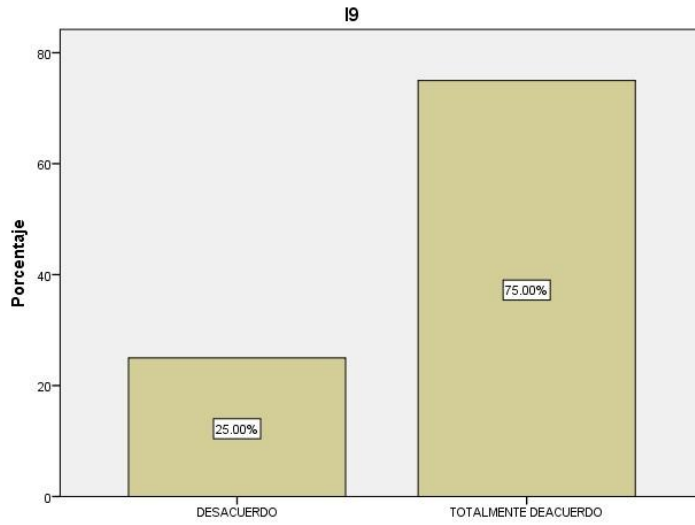 I9
80
60
40
20
0
Porcentaje
25.00%
75.00%
DESACUERDO
TOTALMENTE DEACUERDO